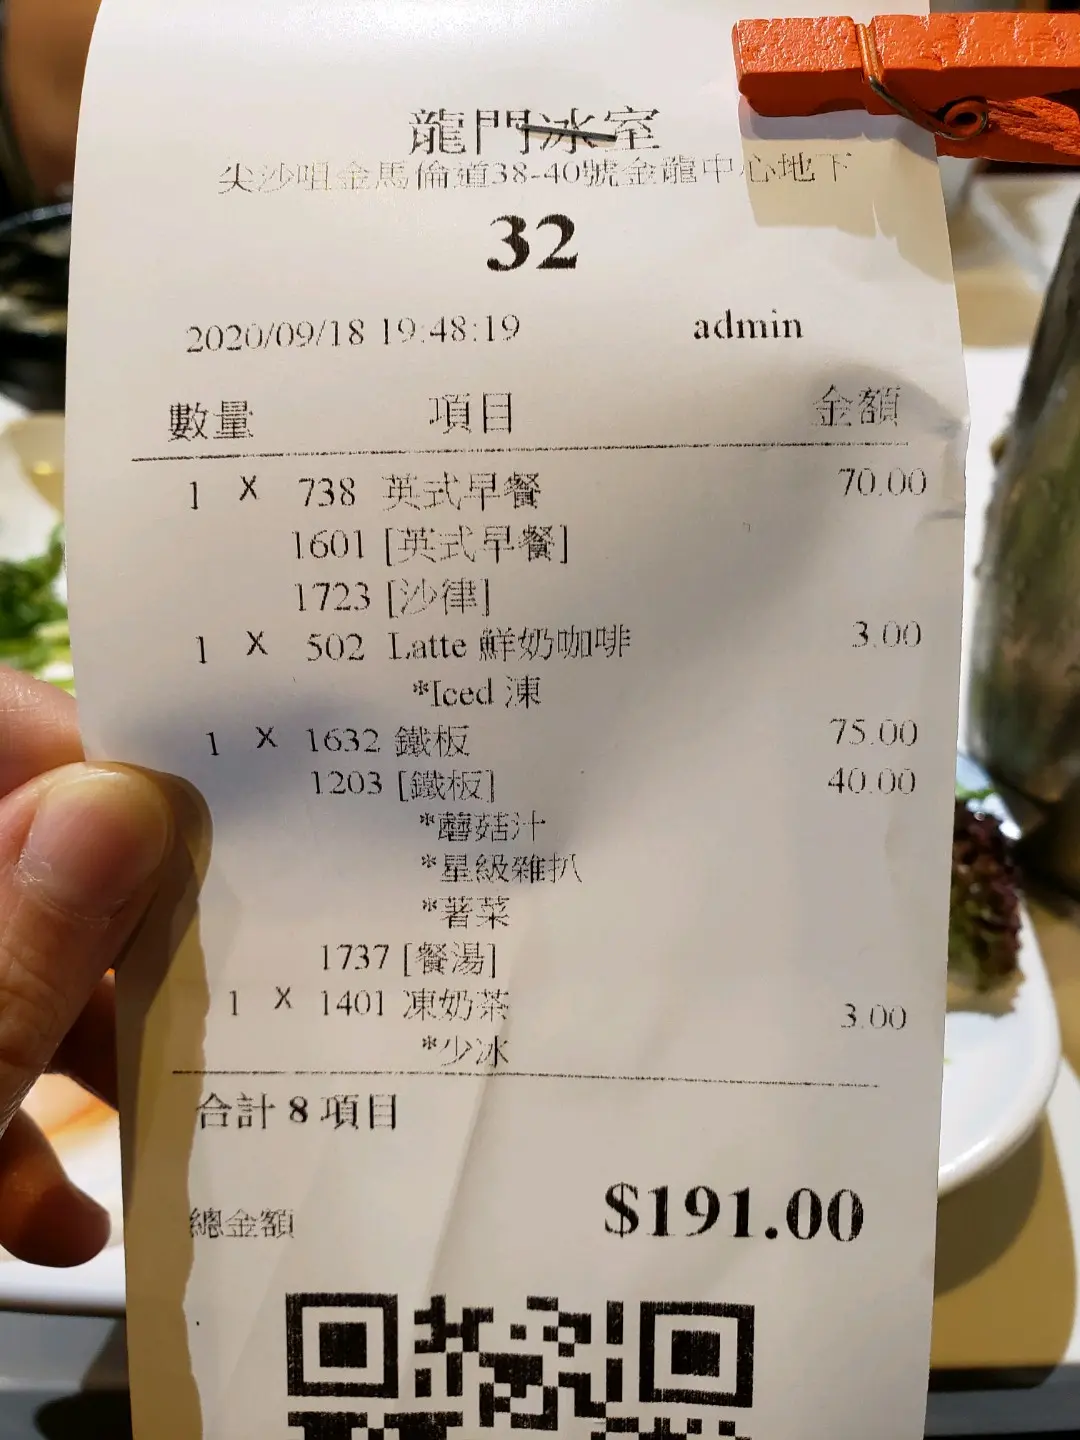 龍門冰室
尖沙咀金馬倫道38-40號金龍中心地下
32
2020/09/18 19:48:19 admin
數量 項目 金額
1 X 738 英式早餐 70.00
1601 [英式早餐]
1723 [沙律]
1 X 502 Latte 鮮奶咖啡 3.00
*Iced 凍
1 X 1632 鐵板 75.00
1203 [鐵板] 40.00
*蘑菇汁
*星級雜扒
*薯菜
1737 [餐湯]
1 X 1401 凍奶茶 3.00
*少冰
合計 8 項目
總金額 $191.00